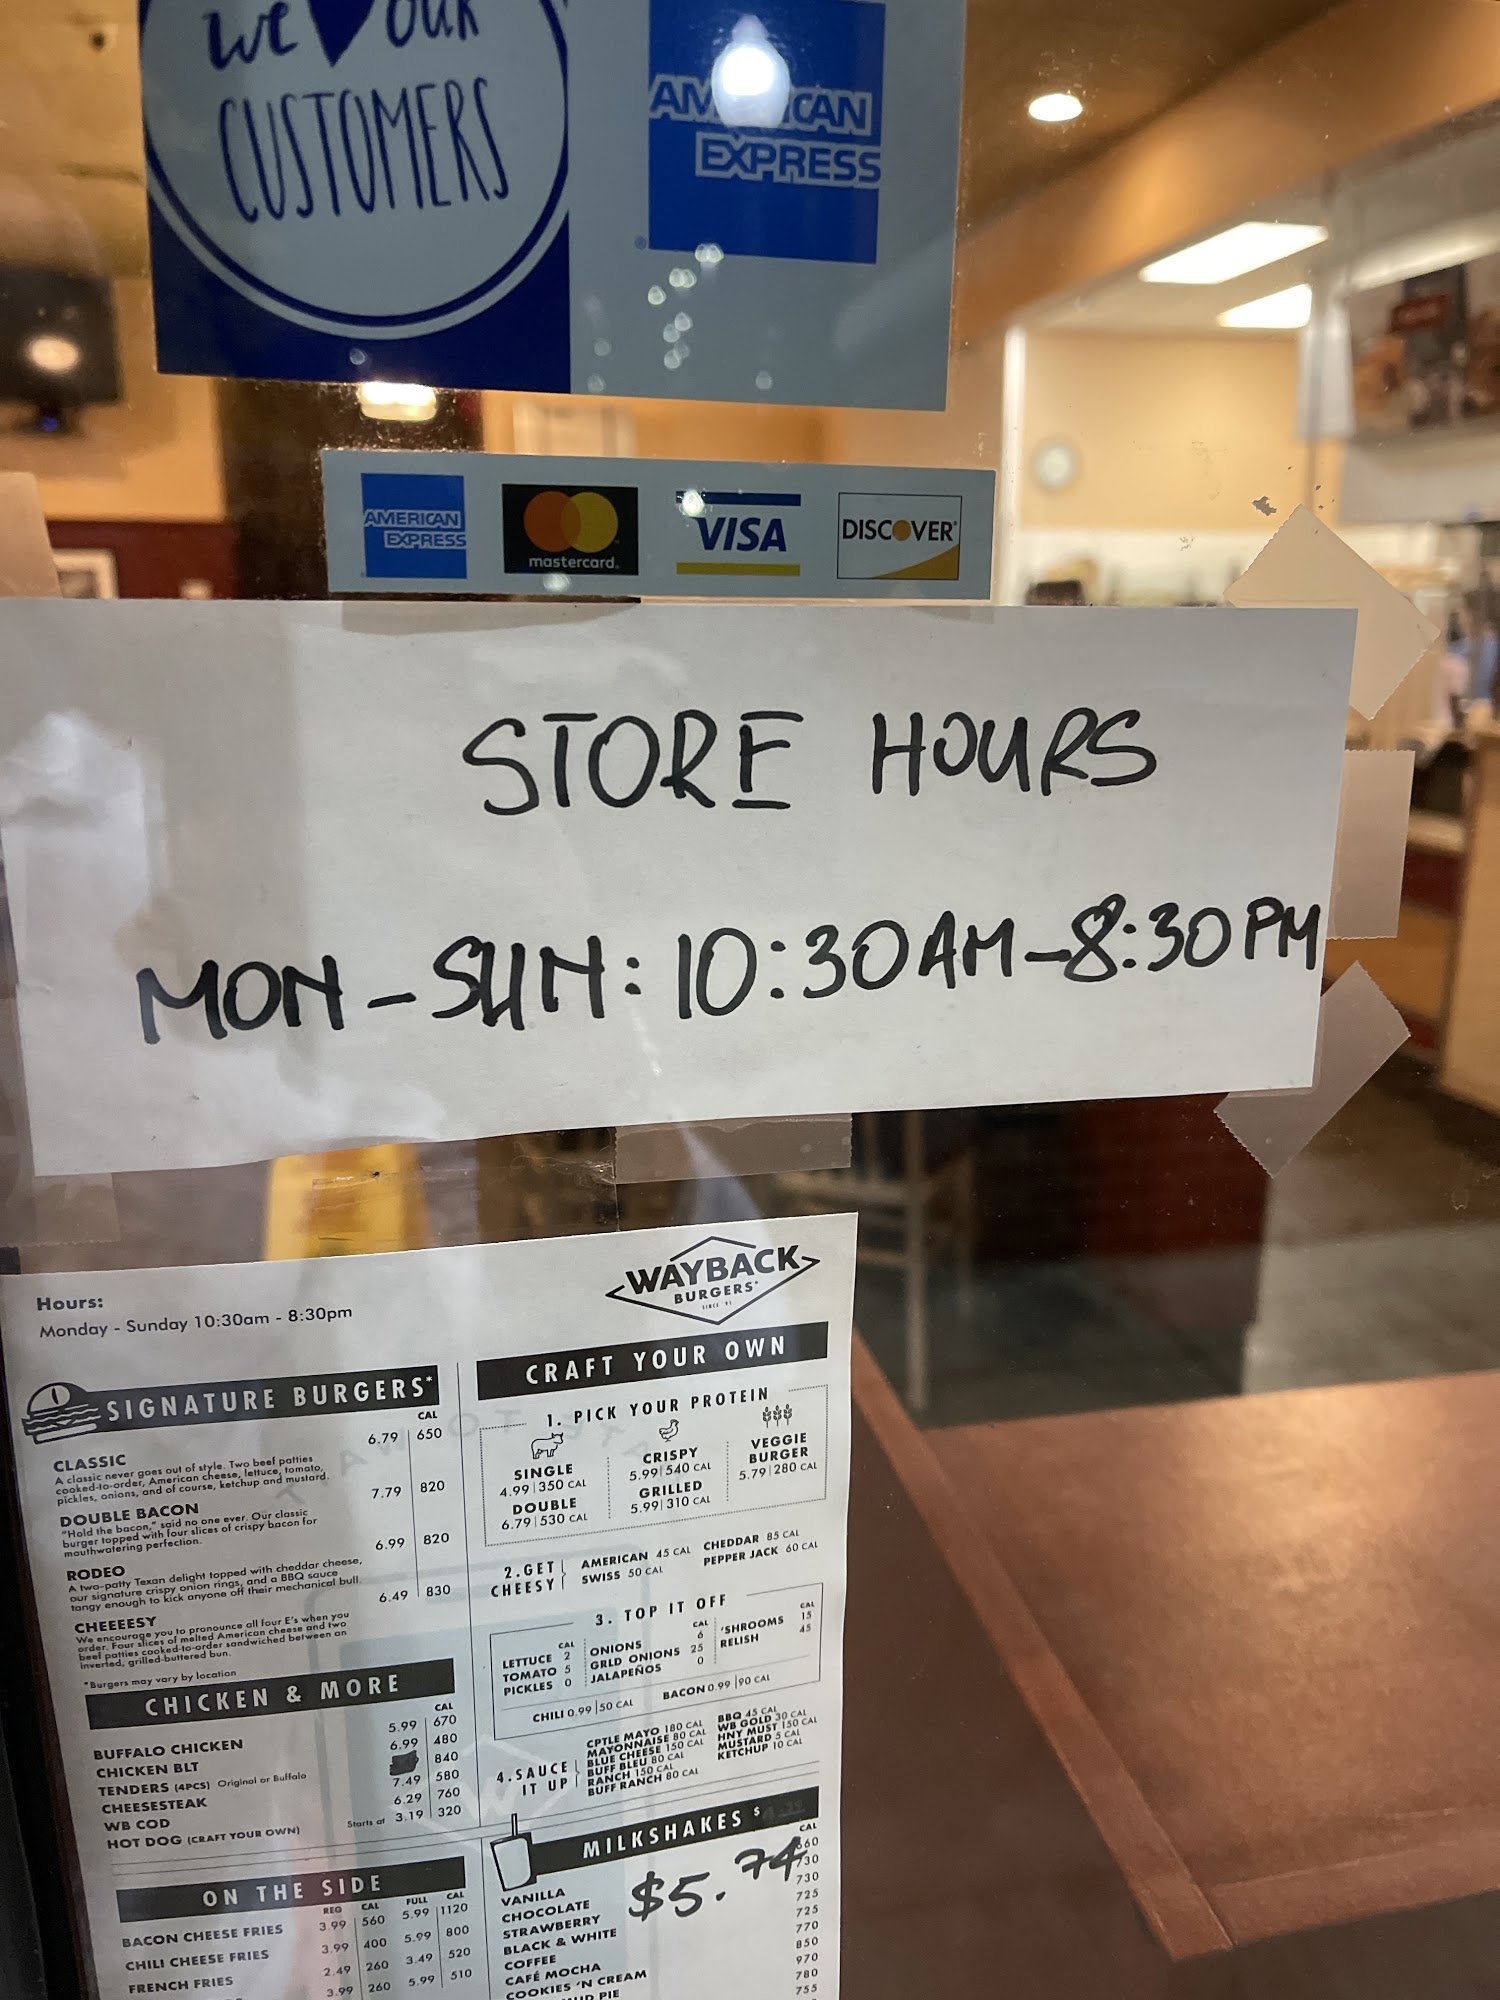 we ♥ our
CUSTOMERS
AMERICAN
EXPRESS
®
AMERICAN
EXPRESS
mastercard.
VISA
DISCOVER
STORE HOURS
MON-SUN: 10:30AM-8:30PM
WAYBACK
BURGERS
SINCE '91
Hours:
Monday - Sunday 10:30am - 8:30pm
SIGNATURE BURGERS*
CAL
CLASSIC 6.79 | 650
A classic never goes out of style. Two beef patties
cooked-to-order, American cheese, lettuce, tomato,
pickles, onions, and of course, ketchup and mustard.
DOUBLE BACON 7.79 | 820
"Hold the bacon," said no one ever. Our classic
burger topped with four slices of crispy bacon for
mouthwatering perfection.
RODEO 6.99 | 820
A two-patty Texan delight topped with cheddar cheese,
our signature crispy onion rings, and a BBQ sauce
tangy enough to kick anyone off their mechanical bull.
CHEEEESY 6.49 | 830
We encourage you to pronounce all four E's when you
order. Four slices of melted American cheese and two
beef patties cooked-to-order sandwiched between an
inverted, grilled-buttered bun.
*Burgers may vary by location
CHICKEN & MORE
CAL
BUFFALO CHICKEN 5.99 | 670
CHICKEN BLT 6.99 | 480
TENDERS (4PCS) Original or Buffalo 840
CHEESESTEAK 7.49 | 580
WB COD 6.29 | 760
HOT DOG (CRAFT YOUR OWN) Starts at 3.19 | 320
ON THE SIDE
REG CAL FULL CAL
BACON CHEESE FRIES 3.99 | 560 5.99 | 1120
CHILI CHEESE FRIES 3.99 | 400 5.99 | 800
FRENCH FRIES 2.49 | 260 3.49 | 520
3.99 | 260 5.99 | 510
CRAFT YOUR OWN
1. PICK YOUR PROTEIN
SINGLE
4.99 | 350 CAL
DOUBLE
6.79 | 530 CAL
CRISPY
5.99 | 540 CAL
GRILLED
5.99 | 310 CAL
VEGGIE
BURGER
5.79 | 280 CAL
2. GET
CHEESY
AMERICAN 45 CAL CHEDDAR 85 CAL
SWISS 50 CAL PEPPER JACK 60 CAL
3. TOP IT OFF
CAL
LETTUCE 2
TOMATO 5
PICKLES 0
CAL
ONIONS 6
GRLD ONIONS 25
JALAPEÑOS 0
CAL
'SHROOMS 15
RELISH 45
CHILI 0.99 | 50 CAL BACON 0.99 | 90 CAL
4. SAUCE
IT UP
CPTLE MAYO 180 CAL
MAYONNAISE 80 CAL
BLUE CHEESE 150 CAL
BUFF BLEU 80 CAL
RANCH 150 CAL
BUFF RANCH 80 CAL
BBQ 45 CAL
WB GOLD 30 CAL
HNY MUST 150 CAL
MUSTARD 5 CAL
KETCHUP 10 CAL
MILKSHAKES $
$5.74
CAL
VANILLA 660
CHOCOLATE 730
STRAWBERRY 730
BLACK & WHITE 725
COFFEE 725
CAFÉ MOCHA 770
COOKIES 'N CREAM 850
PIE 970
780
755